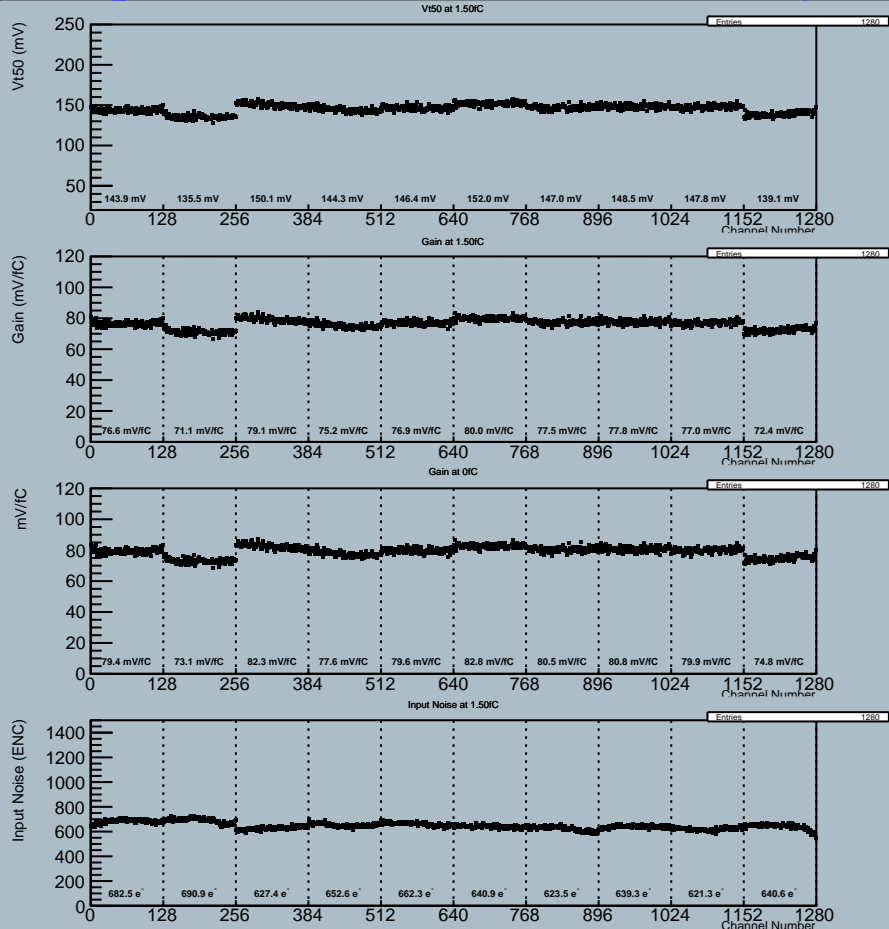 Vt50 at 1.50fC
Entries 1280
Vt50 (mV)
250
200
150
100
50
143.9 mV 135.5 mV 150.1 mV 144.3 mV 146.4 mV 152.0 mV 147.0 mV 148.5 mV 147.8 mV 139.1 mV
0 128 256 384 512 640 768 896 1024 1152 1280
Channel Number
Gain at 1.50fC
Entries 1280
Gain (mV/fC)
120
100
80
60
40
20
0
76.6 mV/fC 71.1 mV/fC 79.1 mV/fC 75.2 mV/fC 76.9 mV/fC 80.0 mV/fC 77.5 mV/fC 77.8 mV/fC 77.0 mV/fC 72.4 mV/fC
0 128 256 384 512 640 768 896 1024 1152 1280
Channel Number
Gain at 0fC
Entries 1280
mV/fC
120
100
80
60
40
20
0
79.4 mV/fC 73.1 mV/fC 82.3 mV/fC 77.6 mV/fC 79.6 mV/fC 82.8 mV/fC 80.5 mV/fC 80.8 mV/fC 79.9 mV/fC 74.8 mV/fC
0 128 256 384 512 640 768 896 1024 1152 1280
Channel Number
Input Noise at 1.50fC
Entries 1280
Input Noise (ENC)
1400
1200
1000
800
600
400
200
0
682.5 e⁻ 690.9 e⁻ 627.4 e⁻ 652.6 e⁻ 662.3 e⁻ 640.9 e⁻ 623.5 e⁻ 639.3 e⁻ 621.3 e⁻ 640.6 e⁻
0 128 256 384 512 640 768 896 1024 1152 1280
Channel Number